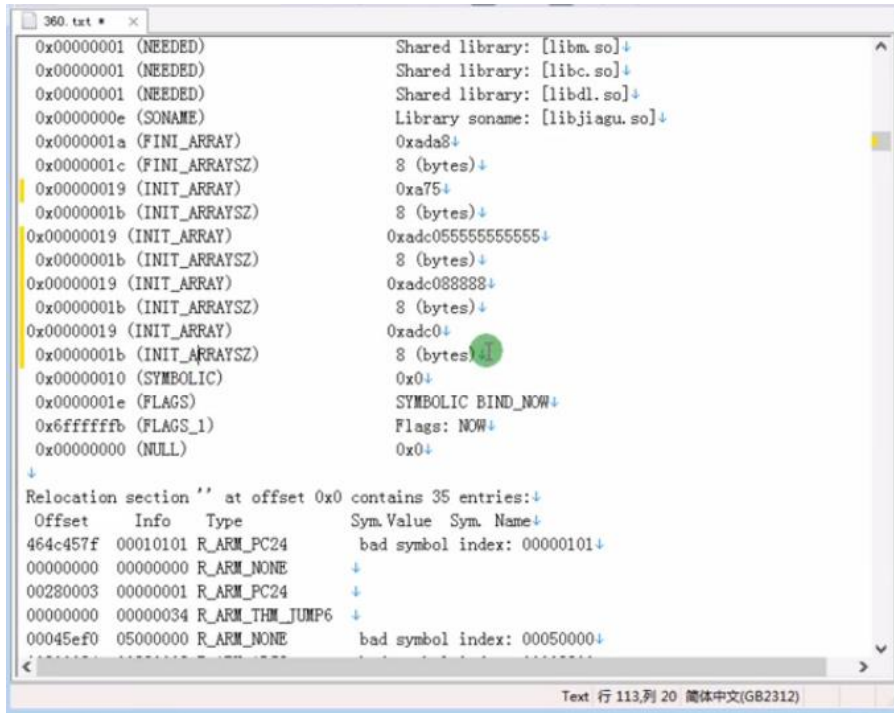 360.txt *
0x00000001 (NEEDED) Shared library: [libm.so]
0x00000001 (NEEDED) Shared library: [libc.so]
0x00000001 (NEEDED) Shared library: [libdl.so]
0x0000000e (SONAME) Library soname: [libjiagu.so]
0x0000001a (FINI_ARRAY) 0xada8
0x0000001c (FINI_ARRAYSZ) 8 (bytes)
0x00000019 (INIT_ARRAY) 0xa75
0x0000001b (INIT_ARRAYSZ) 8 (bytes)
0x00000019 (INIT_ARRAY) 0xadc055555555555
0x0000001b (INIT_ARRAYSZ) 8 (bytes)
0x00000019 (INIT_ARRAY) 0xadc088888
0x0000001b (INIT_ARRAYSZ) 8 (bytes)
0x00000019 (INIT_ARRAY) 0xadc0
0x0000001b (INIT_ARRAYSZ) 8 (bytes)
0x00000010 (SYMBOLIC) 0x0
0x0000001e (FLAGS) SYMBOLIC BIND_NOW
0x6ffffffb (FLAGS_1) Flags: NOW
0x00000000 (NULL) 0x0
Relocation section '' at offset 0x0 contains 35 entries:
Offset Info Type Sym.Value Sym. Name
464c457f 00010101 R_ARM_PC24 bad symbol index: 00000101
00000000 00000000 R_ARM_NONE
00280003 00000001 R_ARM_PC24
00000000 00000034 R_ARM_THM_JUMP6
00045ef0 05000000 R_ARM_NONE bad symbol index: 00050000
Text 行 113,列 20 简体中文(GB2312)